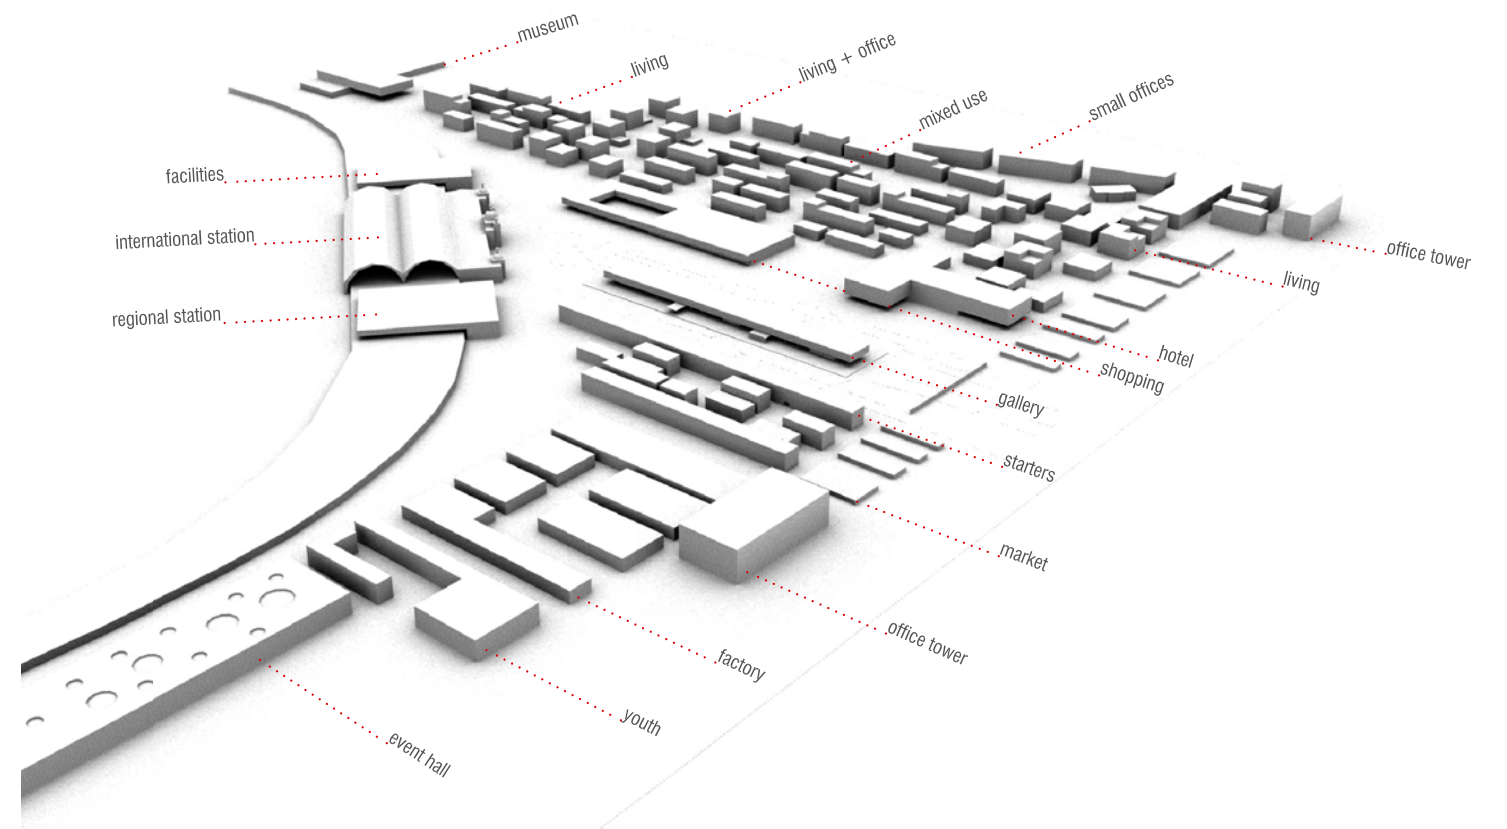 museum
living
living + office
mixed use
small offices
facilities
international station
regional station
office tower
living
hotel
shopping
gallery
starters
market
office tower
factory
youth
event hall